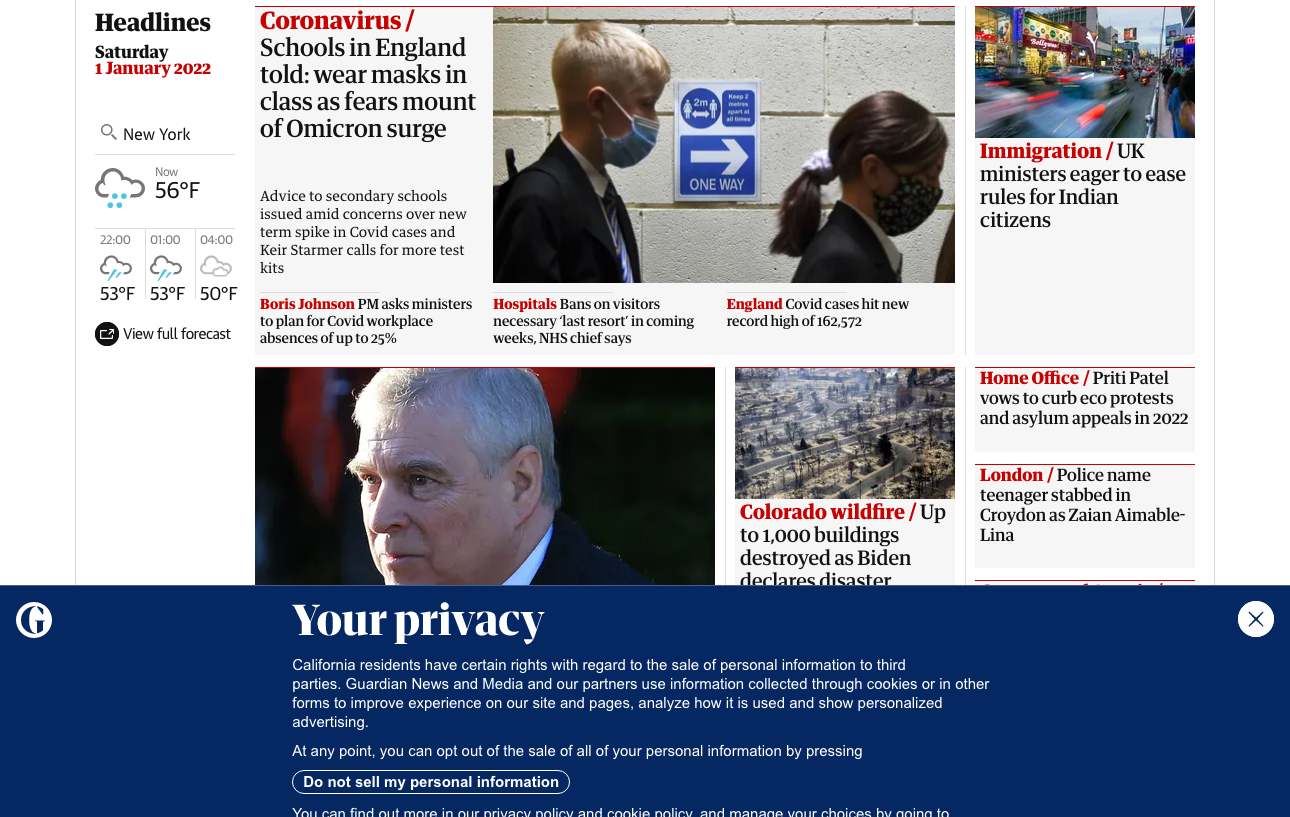 Headlines
Saturday
1 January 2022
New York
Now
56°F
22:00
01:00
04:00
53°F
53°F
50°F
View full forecast
Coronavirus /
Schools in England
told: wear masks in
class as fears mount
of Omicron surge
Advice to secondary schools
issued amid concerns over new
term spike in Covid cases and
Keir Starmer calls for more test
kits
2m
Keep 2
metres
apart at
all times
ONE WAY
Boris Johnson PM asks ministers
to plan for Covid workplace
absences of up to 25%
Hospitals Bans on visitors
necessary ‘last resort’ in coming
weeks, NHS chief says
England Covid cases hit new
record high of 162,572
Bollywood
Immigration / UK
ministers eager to ease
rules for Indian
citizens
Colorado wildfire / Up
to 1,000 buildings
destroyed as Biden
declares disaster
Home Office / Priti Patel
vows to curb eco protests
and asylum appeals in 2022
London / Police name
teenager stabbed in
Croydon as Zaian Aimable-
Lina
G
Your privacy
California residents have certain rights with regard to the sale of personal information to third
parties. Guardian News and Media and our partners use information collected through cookies or in other
forms to improve experience on our site and pages, analyze how it is used and show personalized
advertising.
At any point, you can opt out of the sale of all of your personal information by pressing
Do not sell my personal information
You can find out more in our privacy policy and cookie policy, and manage your choices by going to